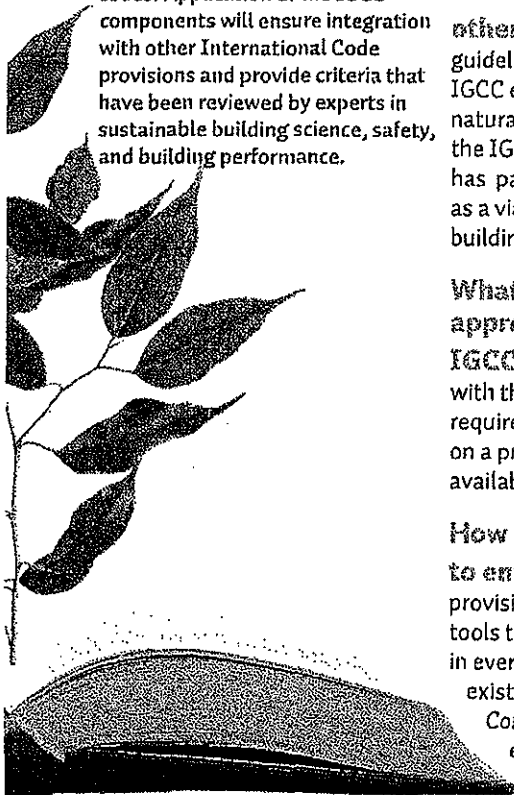 components will ensure integration
with other International Code
provisions and provide criteria that
have been reviewed by experts in
sustainable building science, safety,
and building performance.
other
guidel
IGCC e
natura
the IG
has pa
as a via
buildin
What
appro
IGCC
with th
require
on a pr
availab
How
to en
provisi
tools t
in ever
exist
Co
e